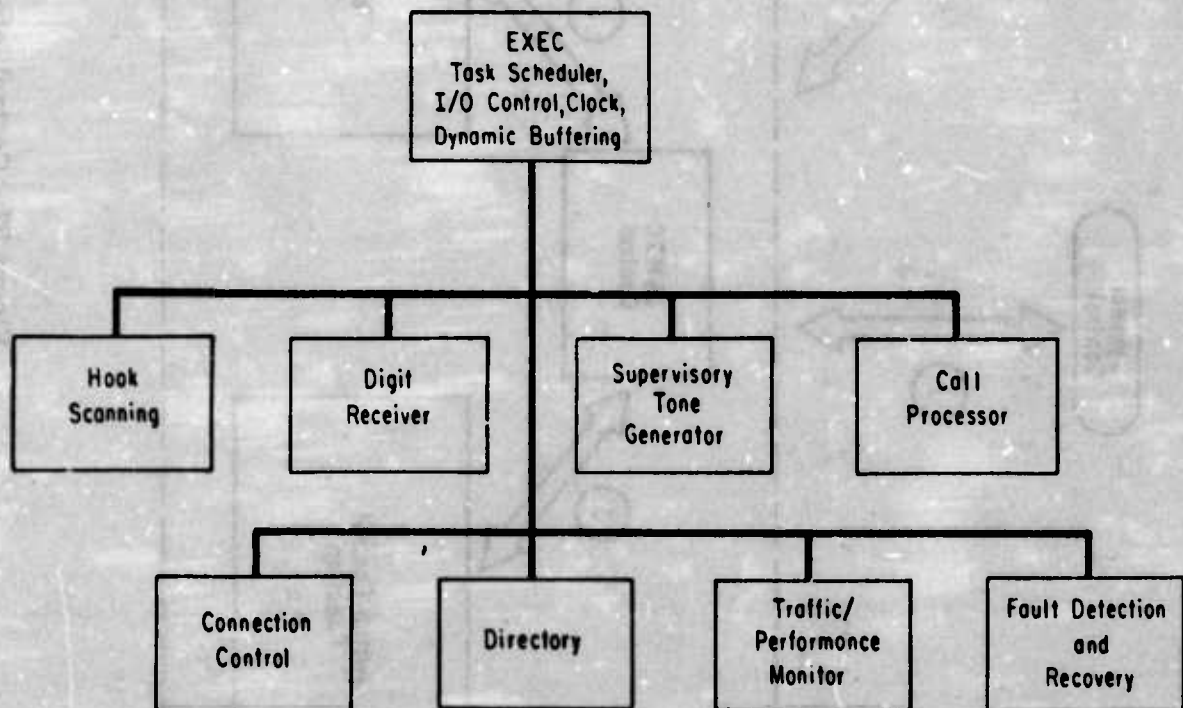 EXEC
Task Scheduler,
I/O Control,Clock,
Dynamic Buffering
Hook
Scanning
Digit
Receiver
Supervisory
Tone
Generator
Call
Processor
Connection
Control
Directory
Traffic/
Performance
Monitor
Fault Detection
and
Recovery